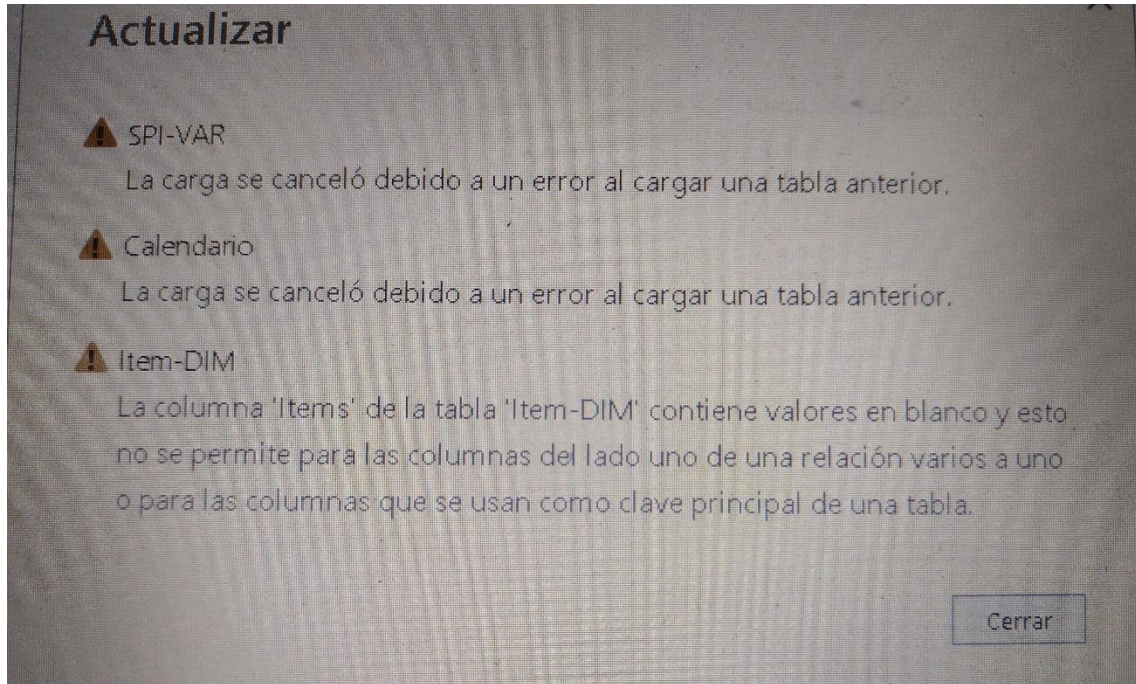 Actualizar
SPI-VAR
La carga se canceló debido a un error al cargar una tabla anterior.
Calendario
La carga se canceló debido a un error al cargar una tabla anterior.
Item-DIM
La columna 'Items' de la tabla 'Item-DIM' contiene valores en blanco y esto
no se permite para las columnas del lado uno de una relación varios a uno
o para las columnas que se usan como clave principal de una tabla.
Cerrar